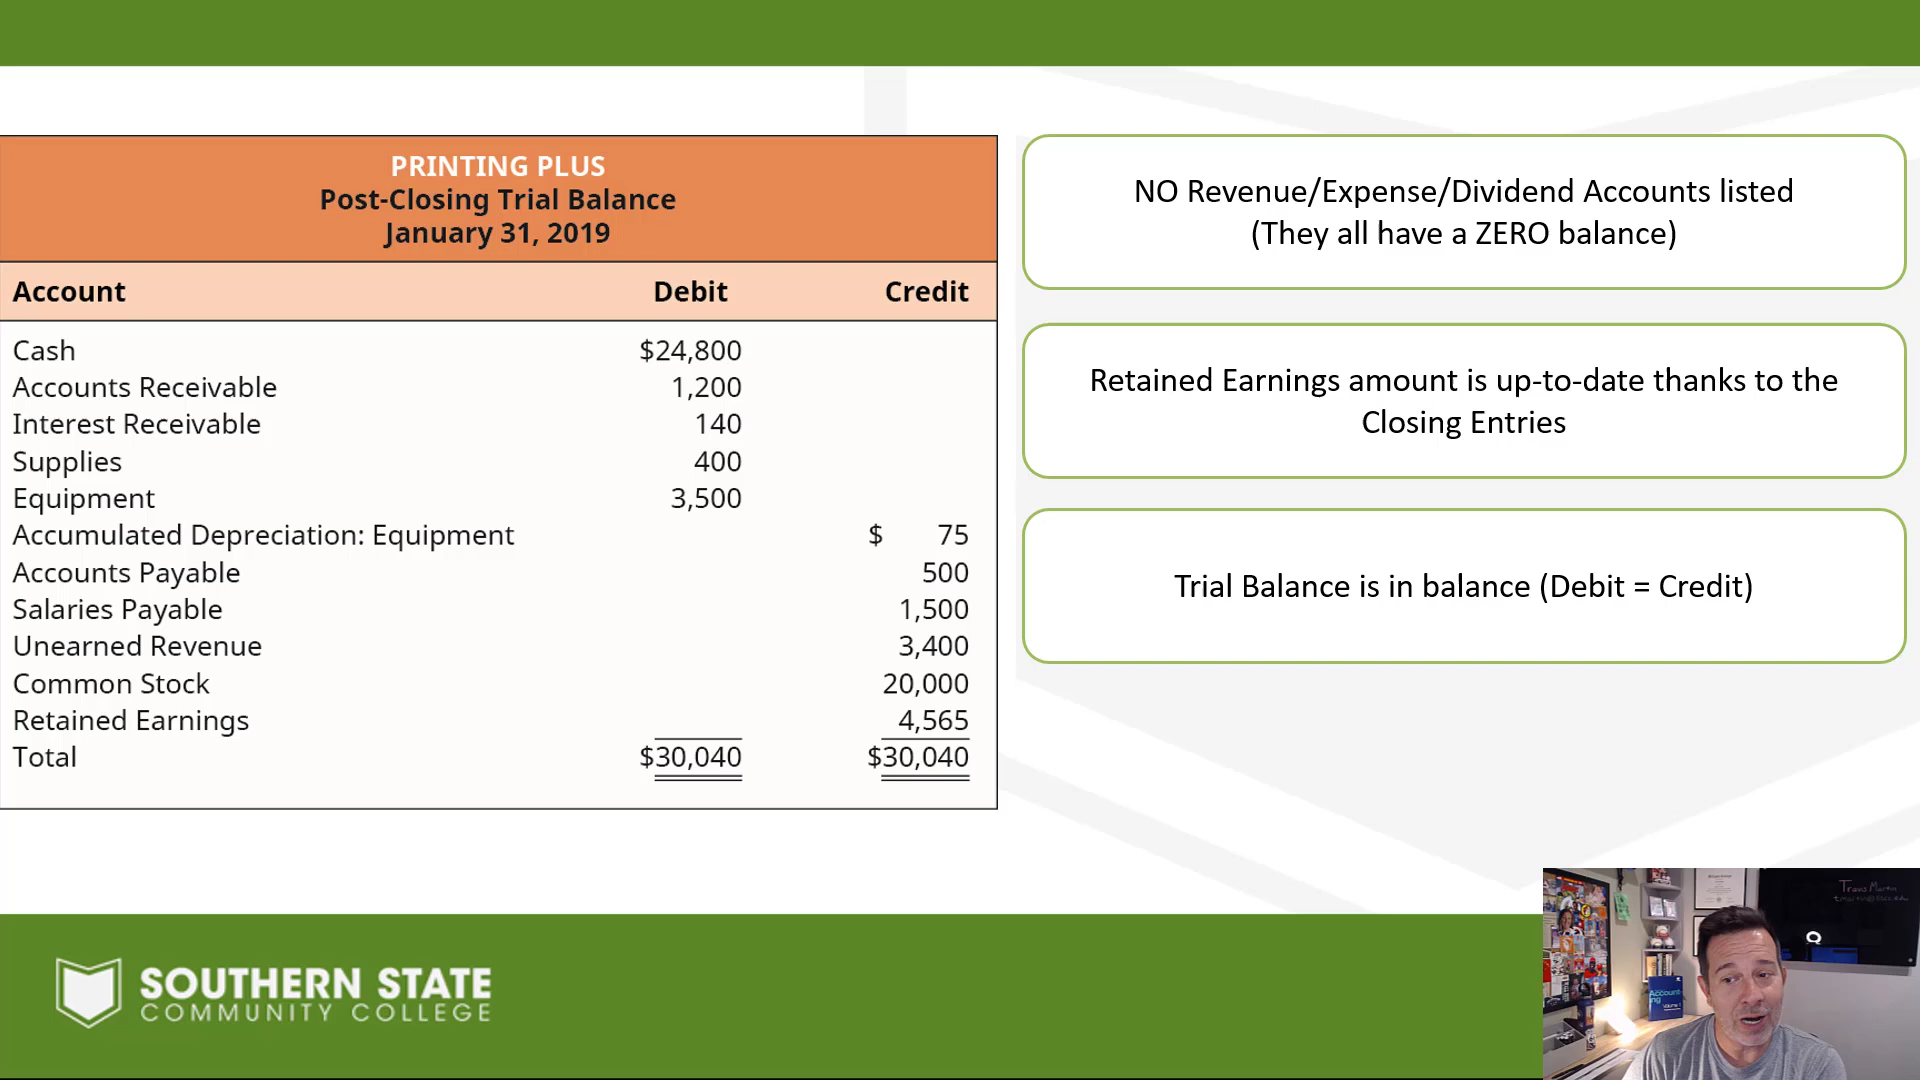 PRINTING PLUS
Post-Closing Trial Balance
January 31, 2019
Account Debit Credit
Cash $24,800
Accounts Receivable 1,200
Interest Receivable 140
Supplies 400
Equipment 3,500
Accumulated Depreciation: Equipment $ 75
Accounts Payable 500
Salaries Payable 1,500
Unearned Revenue 3,400
Common Stock 20,000
Retained Earnings 4,565
Total $30,040 $30,040
NO Revenue/Expense/Dividend Accounts listed
(They all have a ZERO balance)
Retained Earnings amount is up-to-date thanks to the
Closing Entries
Trial Balance is in balance (Debit = Credit)
SOUTHERN STATE
COMMUNITY COLLEGE
Travis Martin
Account-
ing